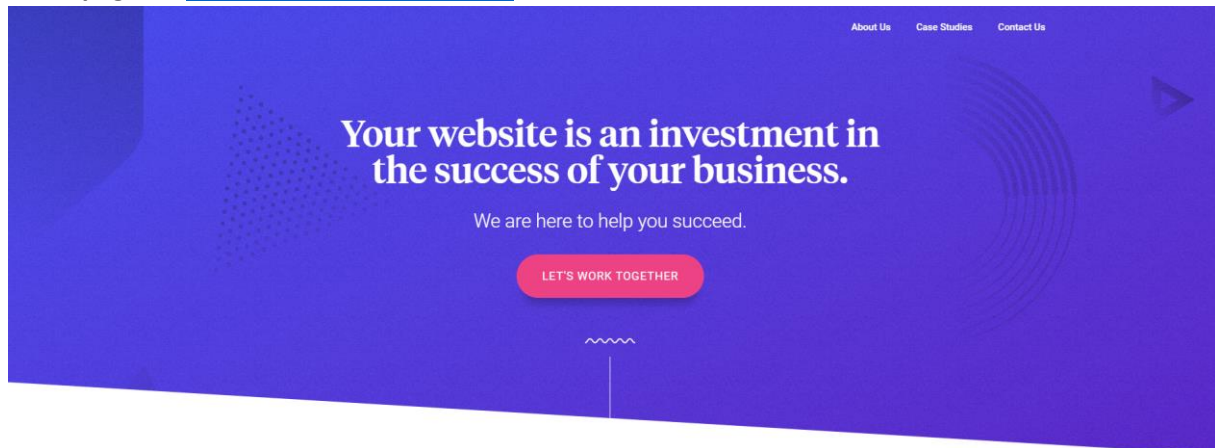 About Us Case Studies Contact Us
Your website is an investment in
the success of your business.
We are here to help you succeed.
LET'S WORK TOGETHER